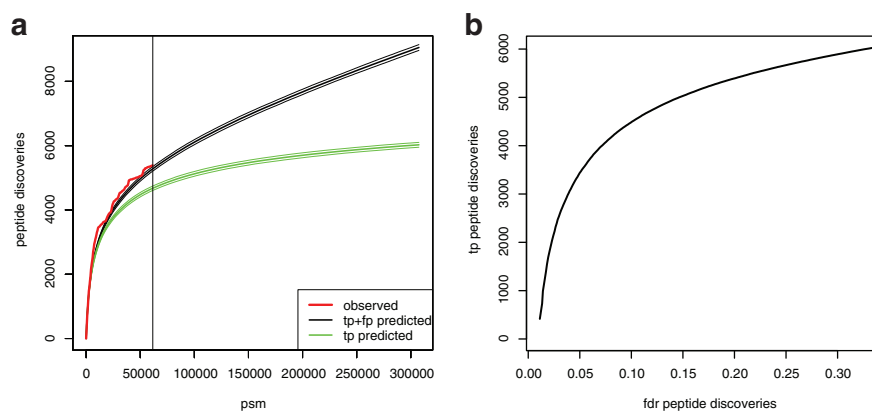 a
b
peptide discoveries
8000
6000
4000
2000
0
observed
tp+fp predicted
tp predicted
0
50000
100000
150000
200000
250000
300000
psm
tp peptide discoveries
6000
5000
4000
3000
2000
1000
0
0.00
0.05
0.10
0.15
0.20
0.25
0.30
fdr peptide discoveries